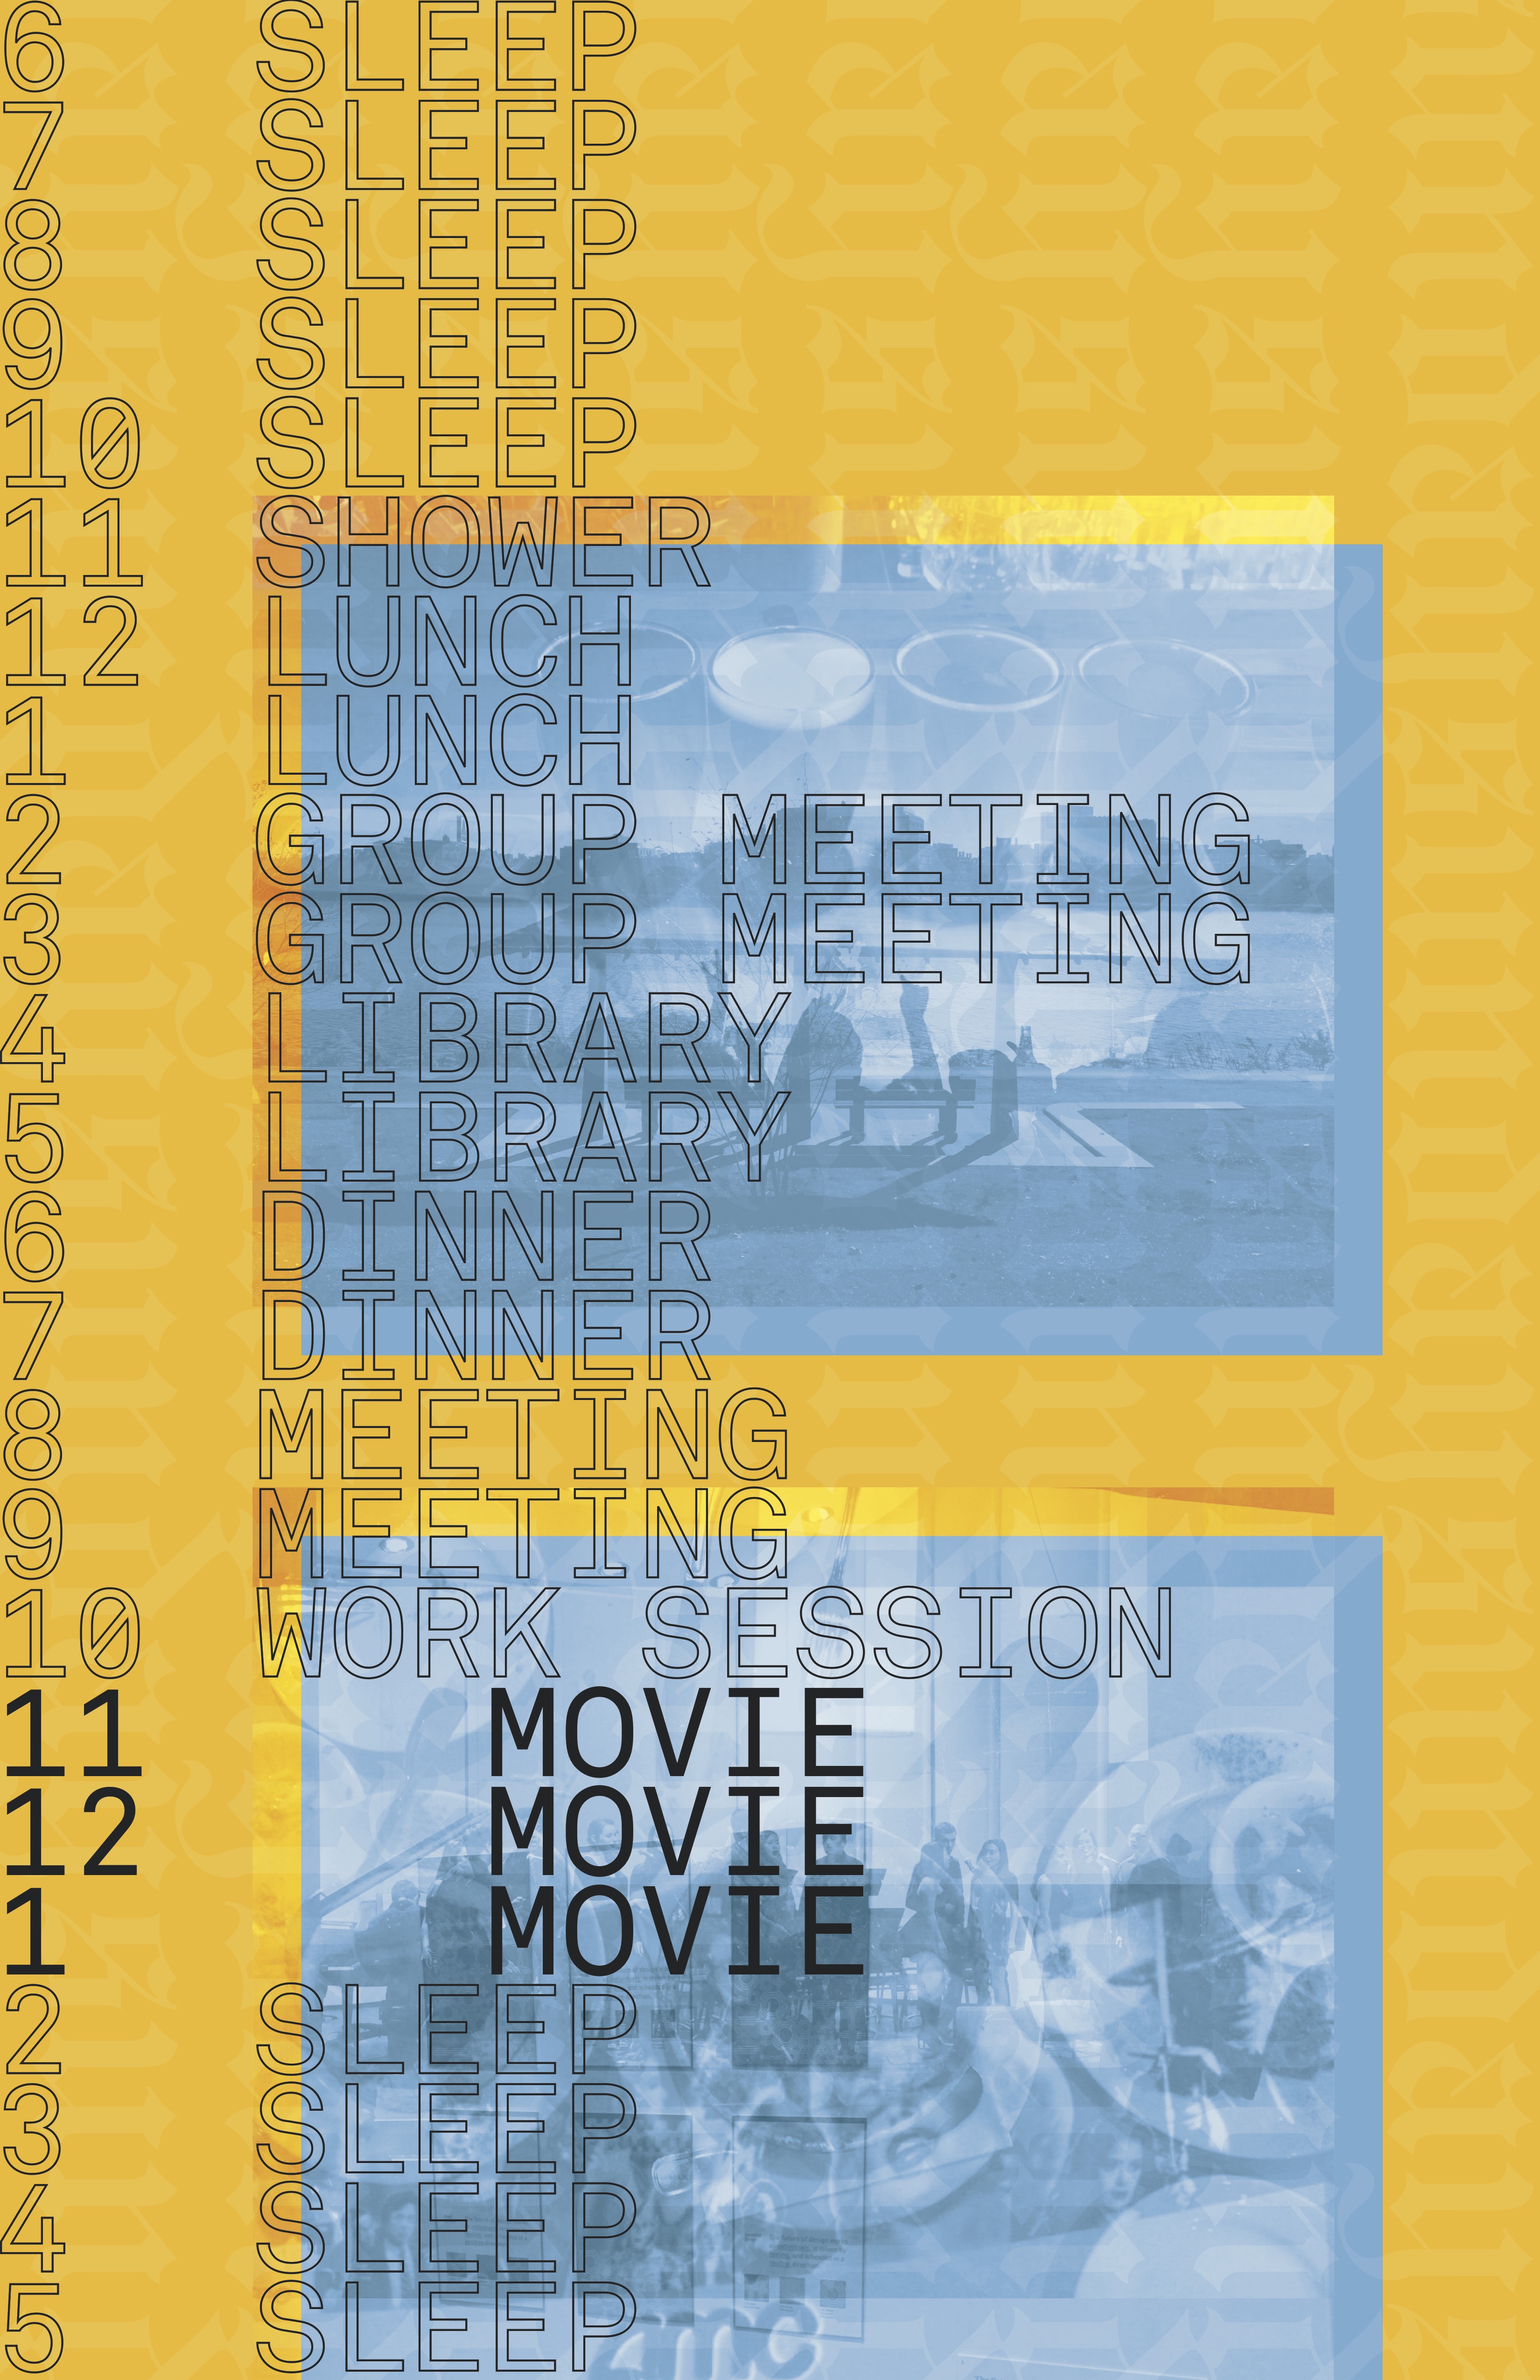 6 SLEEP
7 SLEEP
8 SLEEP
9 SLEEP
10 SLEEP
11 SHOWER
12 LUNCH
1 LUNCH
2 GROUP MEETING
3 GROUP MEETING
4 LIBRARY
5 LIBRARY
6 DINNER
7 DINNER
8 MEETING
9 MEETING
10 WORK SESSION
11 MOVIE
12 MOVIE
1 MOVIE
2 SLEEP
3 SLEEP
4 SLEEP
5 SLEEP